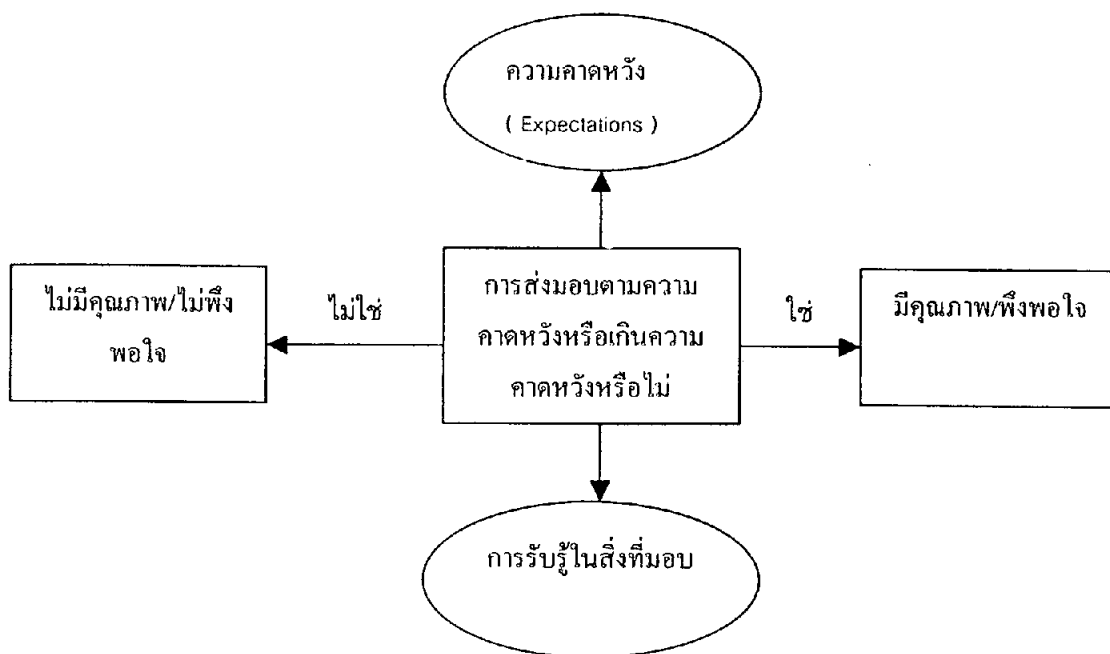 ความคาดหวัง
( Expectations )
ไม่มีคุณภาพ/ไม่พึง
พอใจ
ไม่ใช่
การส่งมอบตามความ
คาดหวังหรือเกินความ
คาดหวังหรือไม่
ใช่
มีคุณภาพ/พึงพอใจ
การรับรู้ในสิ่งที่มอบ